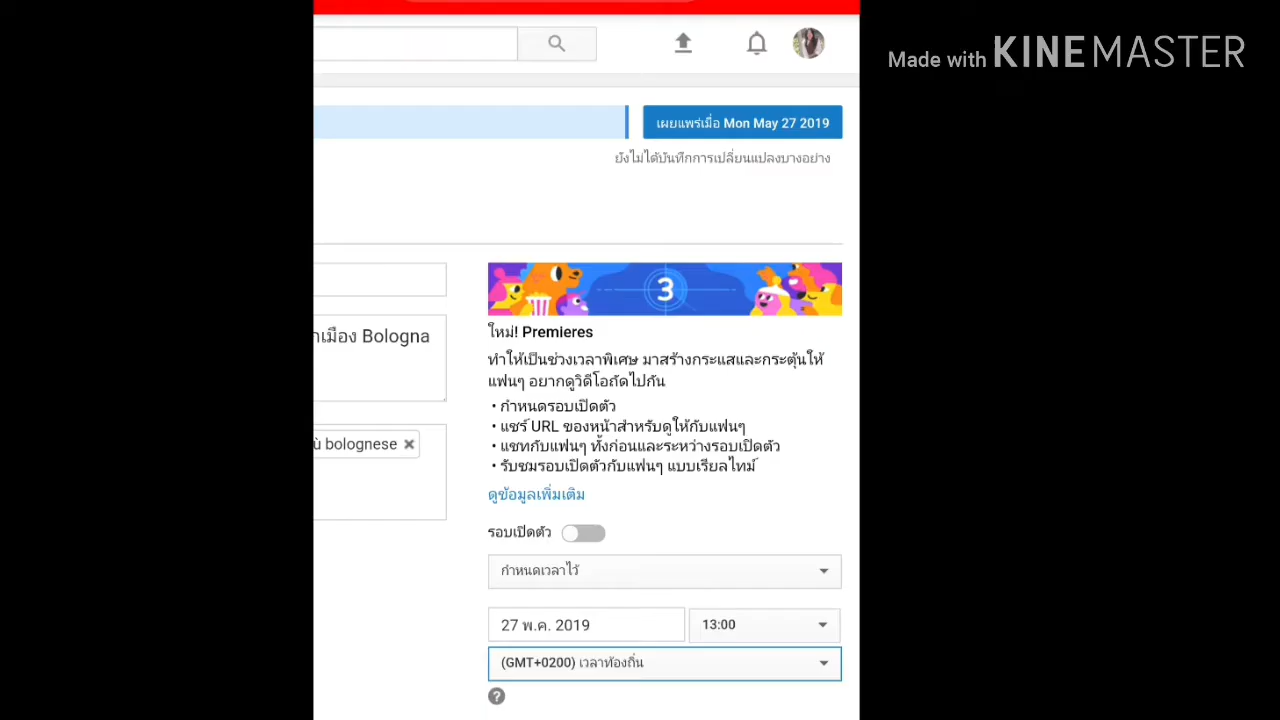 Made with KINEMASTER
เผยแพร่เมื่อ Mon May 27 2019
ยังไม่ได้บันทึกการเปลี่ยนแปลงบางอย่าง
3
ใหม่! Premieres
ทำให้เป็นช่วงเวลาพิเศษ มาสร้างกระแสและกระตุ้นให้
แฟนๆ อยากดูวิดีโอถัดไปกัน
• กำหนดรอบเปิดตัว
• แชร์ URL ของหน้าสำหรับดูให้กับแฟนๆ
• แชทกับแฟนๆ ทั้งก่อนและระหว่างรอบเปิดตัว
• รับชมรอบเปิดตัวกับแฟนๆ แบบเรียลไทม์
ดูข้อมูลเพิ่มเติม
เมือง Bologna
ù bolognese ×
รอบเปิดตัว
กำหนดเวลาไว้
27 พ.ค. 2019
13:00
(GMT+0200) เวลาท้องถิ่น
?